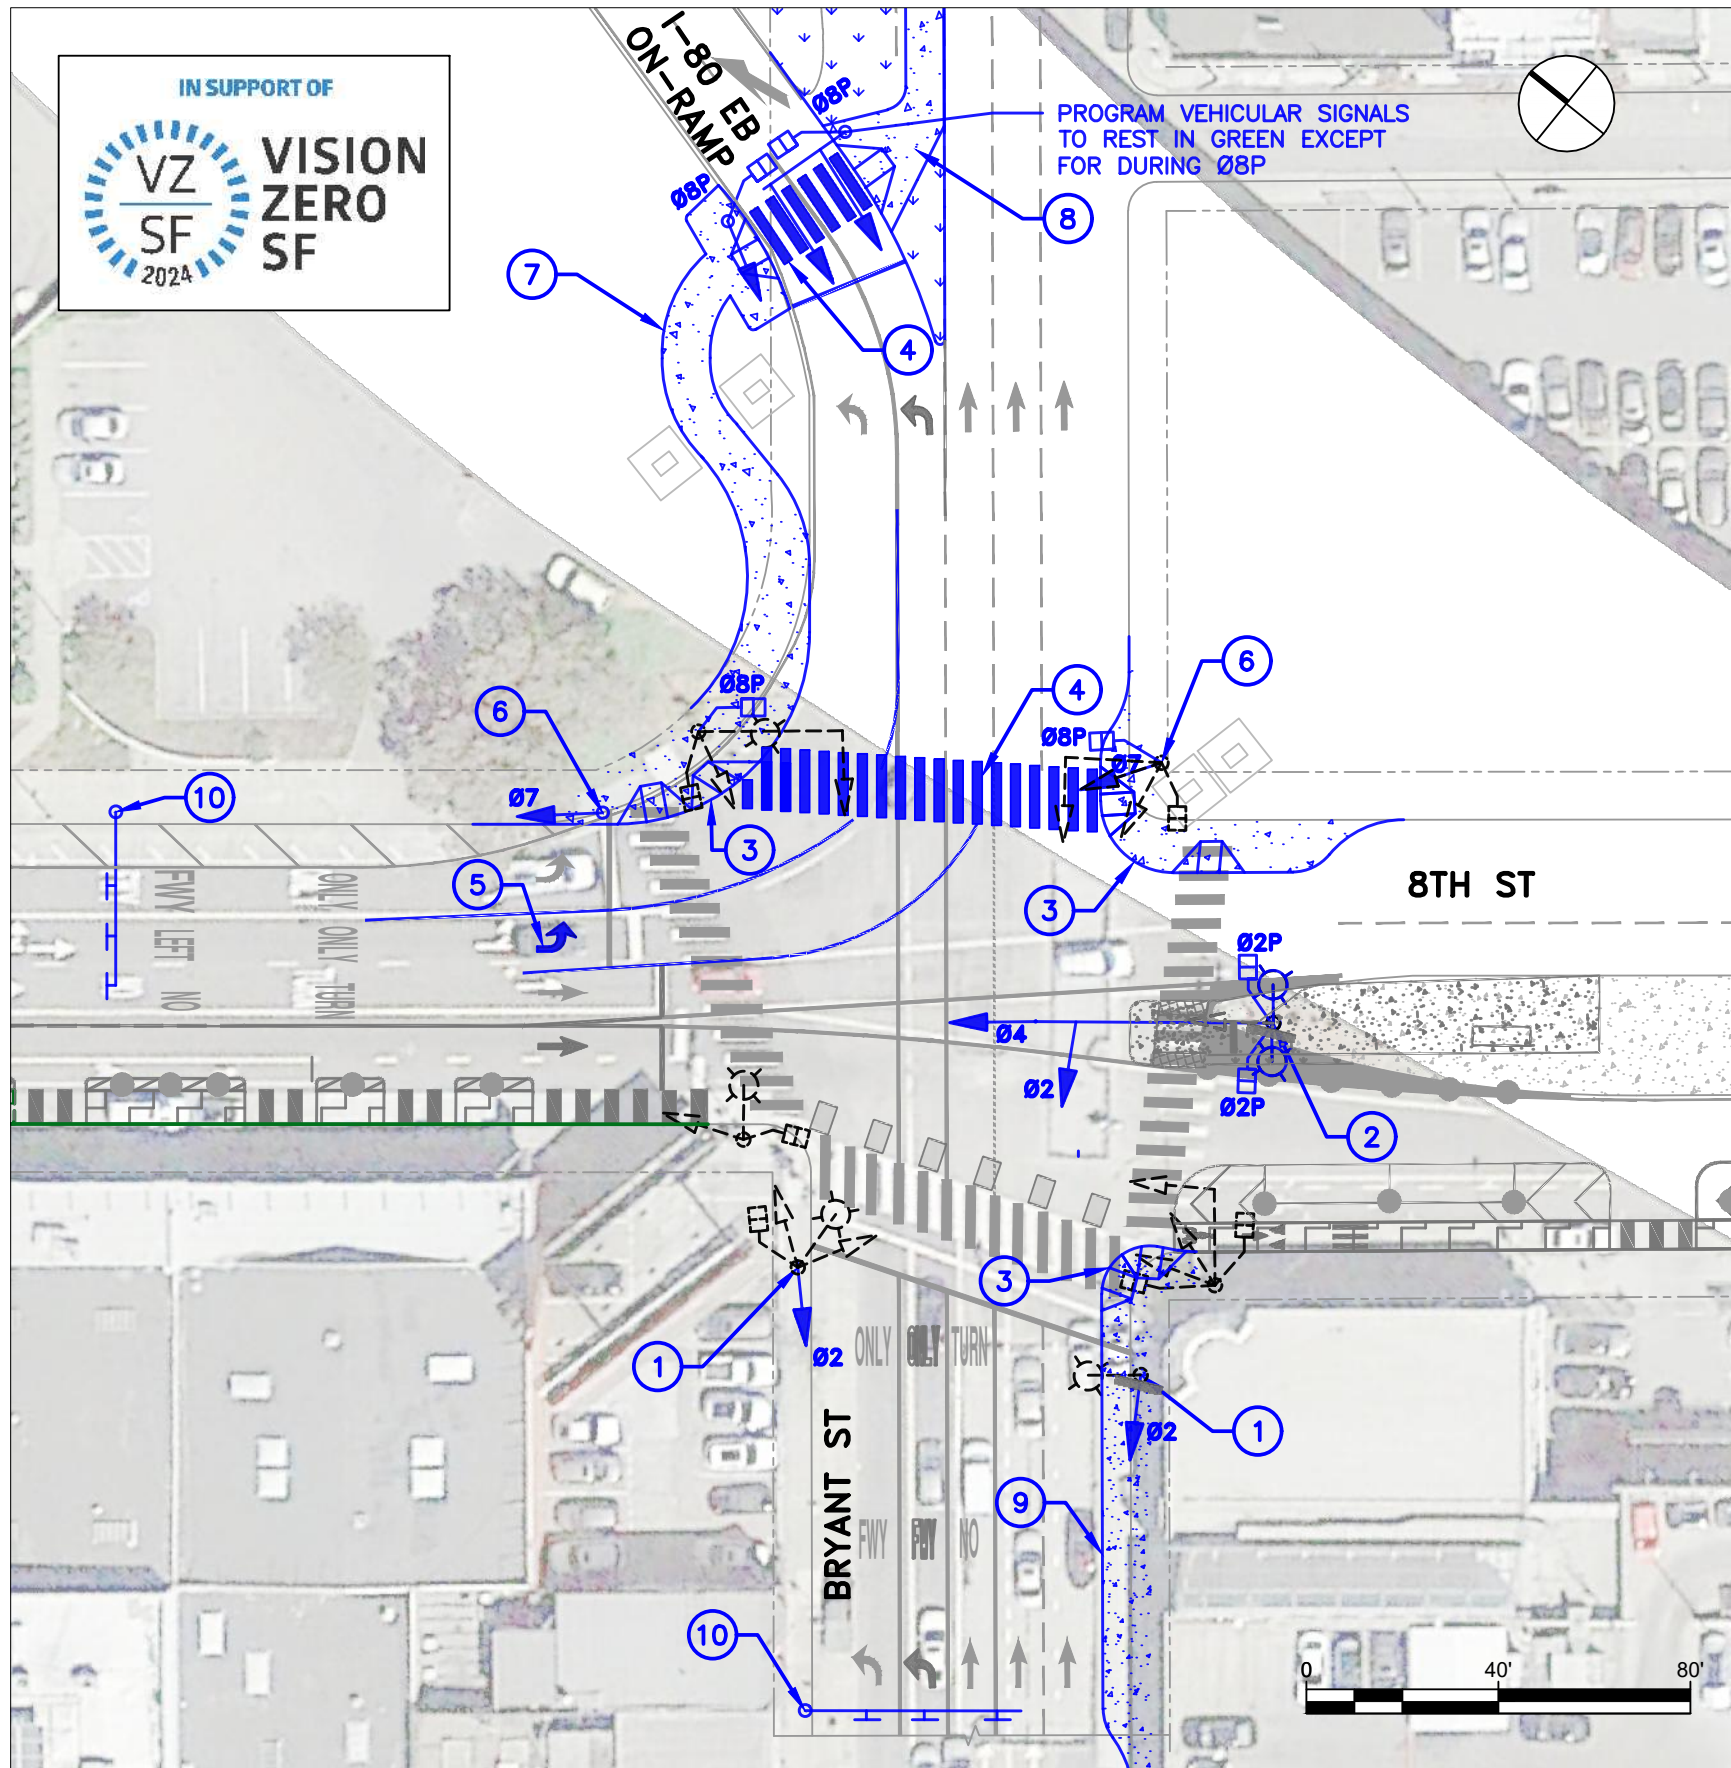 IN SUPPORT OF
VZ
SF
2024
VISION
ZERO
SF
I-80 EB
ON-RAMP
Ø8P
Ø8P
PROGRAM VEHICULAR SIGNALS
TO REST IN GREEN EXCEPT
FOR DURING Ø8P
8
7
4
6
4
6
Ø8P
Ø8P
Ø7
Ø7
10
3
5
3
8TH ST
FWY
ONLY
LEFT
ONLY
NO
TURN
Ø2P
Ø4
Ø2
Ø2P
2
3
1
Ø2
ONLY
ONLY
TURN
1
Ø2
BRYANT ST
9
FWY
FWY
NO
10
0
40'
80'